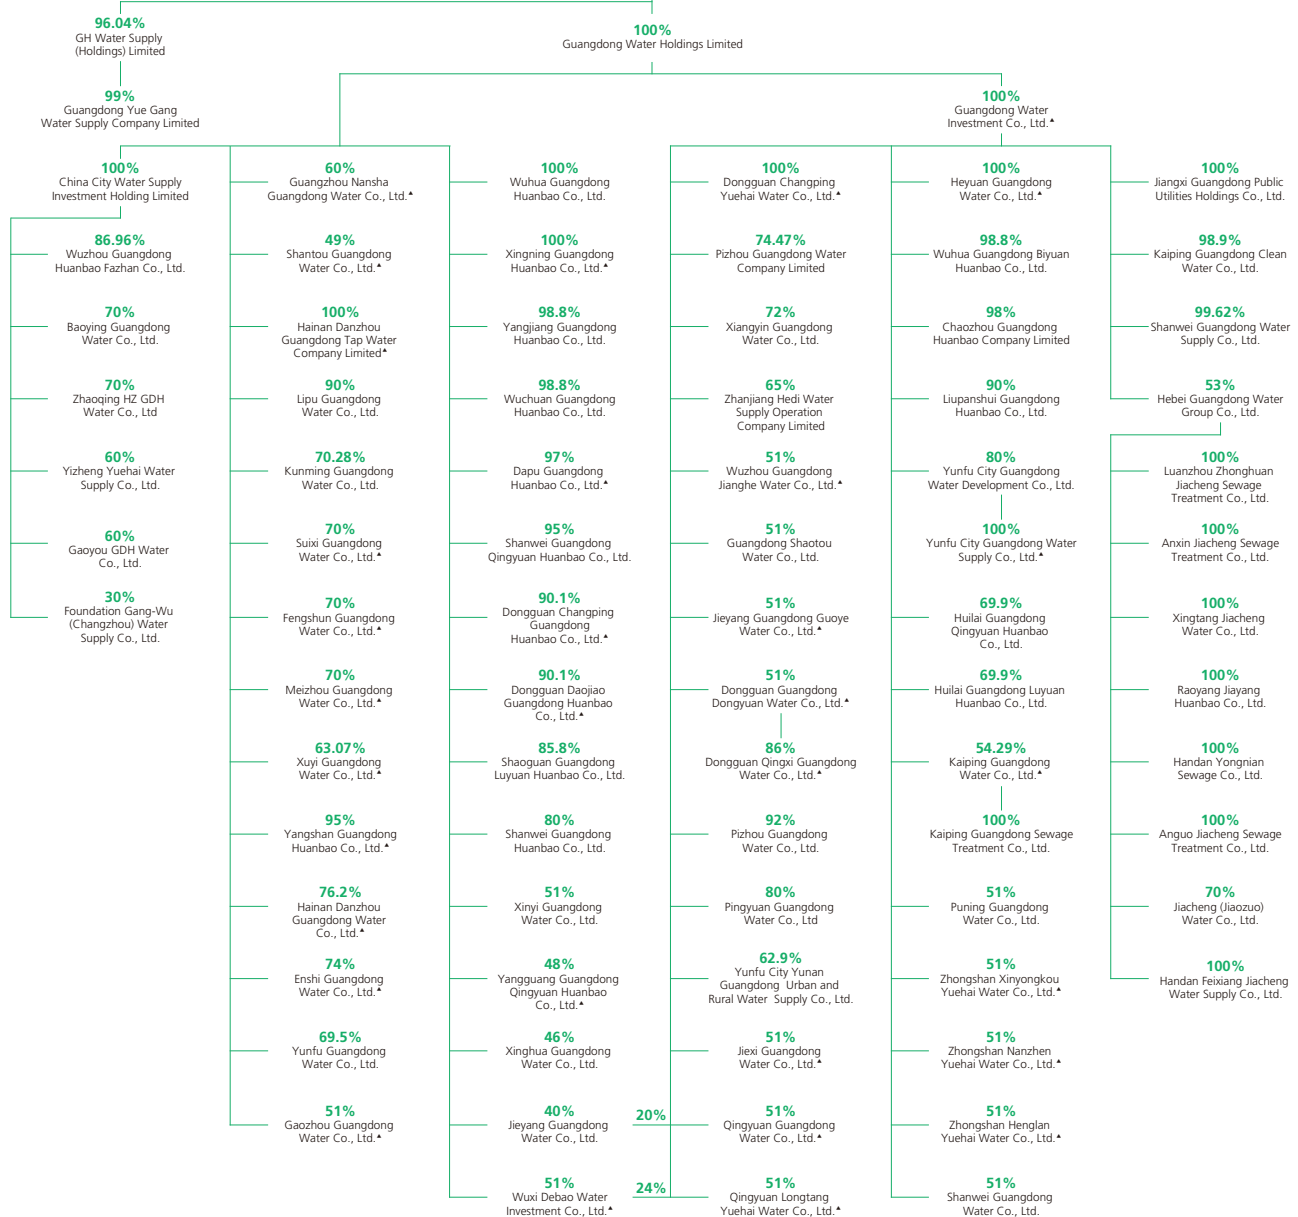 96.04%
GH Water Supply
(Holdings) Limited
100%
Guangdong Water Holdings Limited
99%
Guangdong Yue Gang
Water Supply Company Limited
100%
Guangdong Water
Investment Co., Ltd.▲
100%
China City Water Supply
Investment Holding Limited
86.96%
Wuzhou Guangdong
Huanbao Fazhan Co., Ltd.
70%
Baoying Guangdong
Water Co., Ltd.
70%
Zhaoqing HZ GDH
Water Co., Ltd
60%
Yizheng Yuehai Water
Supply Co., Ltd.
60%
Gaoyou GDH Water
Co., Ltd.
30%
Foundation Gang-Wu
(Changzhou) Water
Supply Co., Ltd.
60%
Guangzhou Nansha
Guangdong Water Co., Ltd.▲
49%
Shantou Guangdong
Water Co., Ltd.▲
100%
Hainan Danzhou
Guangdong Tap Water
Company Limited▲
90%
Lipu Guangdong
Water Co., Ltd.
70.28%
Kunming Guangdong
Water Co., Ltd.
70%
Suixi Guangdong
Water Co., Ltd.▲
70%
Fengshun Guangdong
Water Co., Ltd.▲
70%
Meizhou Guangdong
Water Co., Ltd.▲
63.07%
Xuyi Guangdong
Water Co., Ltd.▲
95%
Yangshan Guangdong
Huanbao Co., Ltd.▲
76.2%
Hainan Danzhou
Guangdong Water
Co., Ltd.▲
74%
Enshi Guangdong
Water Co., Ltd.▲
69.5%
Yunfu Guangdong
Water Co., Ltd.
51%
Gaozhou Guangdong
Water Co., Ltd.▲
100%
Wuhua Guangdong
Huanbao Co., Ltd.
100%
Xingning Guangdong
Huanbao Co., Ltd.▲
98.8%
Yangjiang Guangdong
Huanbao Co., Ltd.
98.8%
Wuchuan Guangdong
Huanbao Co., Ltd.
97%
Dapu Guangdong
Huanbao Co., Ltd.▲
95%
Shanwei Guangdong
Qingyuan Huanbao Co., Ltd.
90.1%
Dongguan Changping
Guangdong
Huanbao Co., Ltd.▲
90.1%
Dongguan Daojiao
Guangdong Huanbao
Co., Ltd.▲
85.8%
Shaoguan Guangdong
Luyuan Huanbao Co., Ltd.
80%
Shanwei Guangdong
Huanbao Co., Ltd.
51%
Xinyi Guangdong
Water Co., Ltd.
48%
Yangguang Guangdong
Qingyuan Huanbao
Co., Ltd.▲
46%
Xinghua Guangdong
Water Co., Ltd.
40%
Jieyang Guangdong
Water Co., Ltd.
20%
51%
Wuxi Debao Water
Investment Co., Ltd.▲
24%
100%
Dongguan Changping
Yuehai Water Co., Ltd.▲
74.47%
Pizhou Guangdong Water
Company Limited
72%
Xiangyin Guangdong
Water Co., Ltd.
65%
Zhanjiang Hedi Water
Supply Operation
Company Limited
51%
Wuzhou Guangdong
Jianghe Water Co., Ltd.▲
51%
Guangdong Shaotou
Water Co., Ltd.
51%
Jieyang Guangdong Guoye
Water Co., Ltd.▲
51%
Dongguan Guangdong
Dongyuan Water Co., Ltd.▲
86%
Dongguan Qingxi Guangdong
Water Co., Ltd.▲
92%
Pizhou Guangdong
Water Co., Ltd.
80%
Pingyuan Guangdong
Water Co., Ltd
62.9%
Yunfu City Yunan
Guangdong Urban and
Rural Water Supply Co., Ltd.
51%
Jiexi Guangdong
Water Co., Ltd.▲
51%
Qingyuan Guangdong
Water Co., Ltd.▲
51%
Qingyuan Longtang
Yuehai Water Co., Ltd.▲
100%
Heyuan Guangdong
Water Co., Ltd.▲
98.8%
Wuhua Guangdong Biyuan
Huanbao Co., Ltd.
98%
Chaozhou Guangdong
Huanbao Company Limited
90%
Liupanshui Guangdong
Huanbao Co., Ltd.
80%
Yunfu City Guangdong
Water Development Co., Ltd.
100%
Yunfu City Guangdong Water
Supply Co., Ltd.▲
69.9%
Huilai Guangdong
Qingyuan Huanbao
Co., Ltd.
69.9%
Huilai Guangdong Luyuan
Huanbao Co., Ltd.
54.29%
Kaiping Guangdong
Water Co., Ltd.▲
100%
Kaiping Guangdong Sewage
Treatment Co., Ltd.
51%
Puning Guangdong
Water Co., Ltd.
51%
Zhongshan Xinyongkou
Yuehai Water Co., Ltd.▲
51%
Zhongshan Nanzhen
Yuehai Water Co., Ltd.▲
51%
Zhongshan Henglan
Yuehai Water Co., Ltd.▲
51%
Shanwei Guangdong
Water Co., Ltd.
100%
Jiangxi Guangdong Public
Utilities Holdings Co., Ltd.
98.9%
Kaiping Guangdong Clean
Water Co., Ltd.
99.62%
Shanwei Guangdong Water
Supply Co., Ltd.
53%
Hebei Guangdong Water
Group Co., Ltd.
100%
Luanzhou Zhonghuan
Jiacheng Sewage
Treatment Co., Ltd.
100%
Anxin Jiacheng Sewage
Treatment Co., Ltd.
100%
Xingtang Jiacheng
Water Co., Ltd.
100%
Raoyang Jiayang
Huanbao Co., Ltd.
100%
Handan Yongnian
Sewage Co., Ltd.
100%
Anguo Jiacheng Sewage
Treatment Co., Ltd.
70%
Jiacheng (Jiaozuo)
Water Co., Ltd.
100%
Handan Feixiang Jiacheng
Water Supply Co., Ltd.